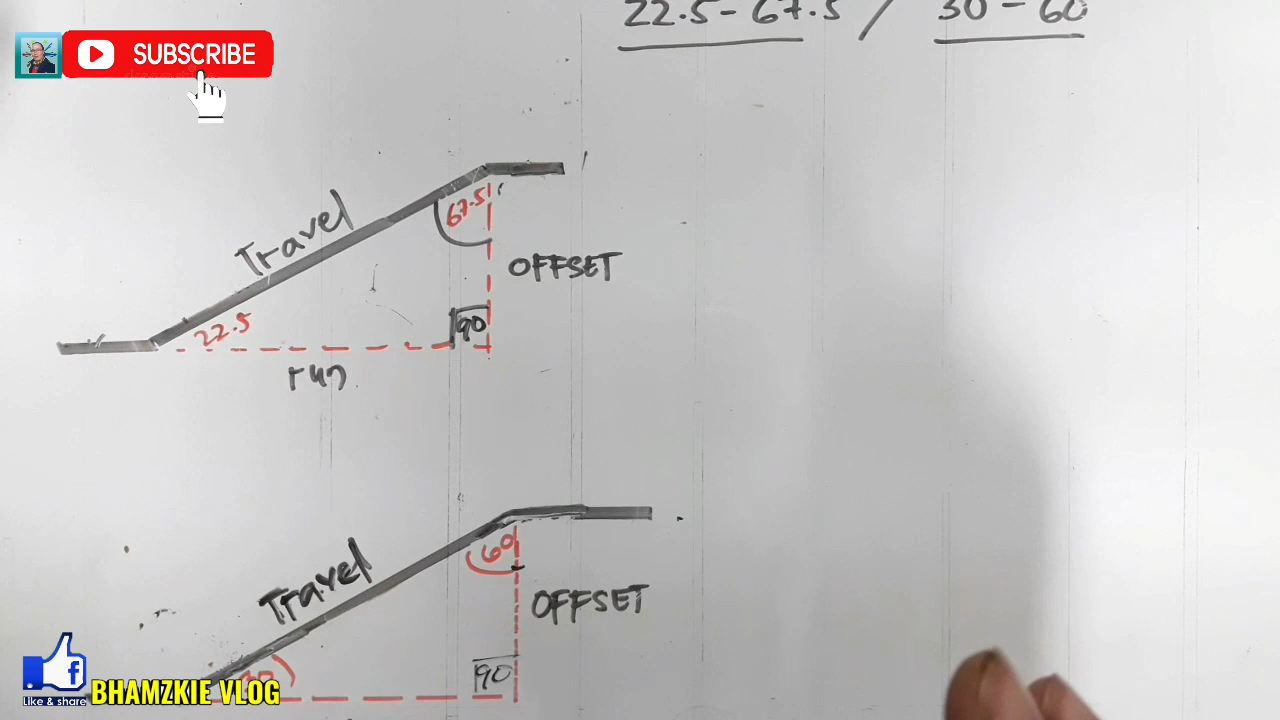 22.5 - 67.5 / 30 - 60
SUBSCRIBE
Travel
67.5
OFFSET
22.5
90
run
Travel
60
OFFSET
30
90
f
Like & share
BHAMZKIE VLOG